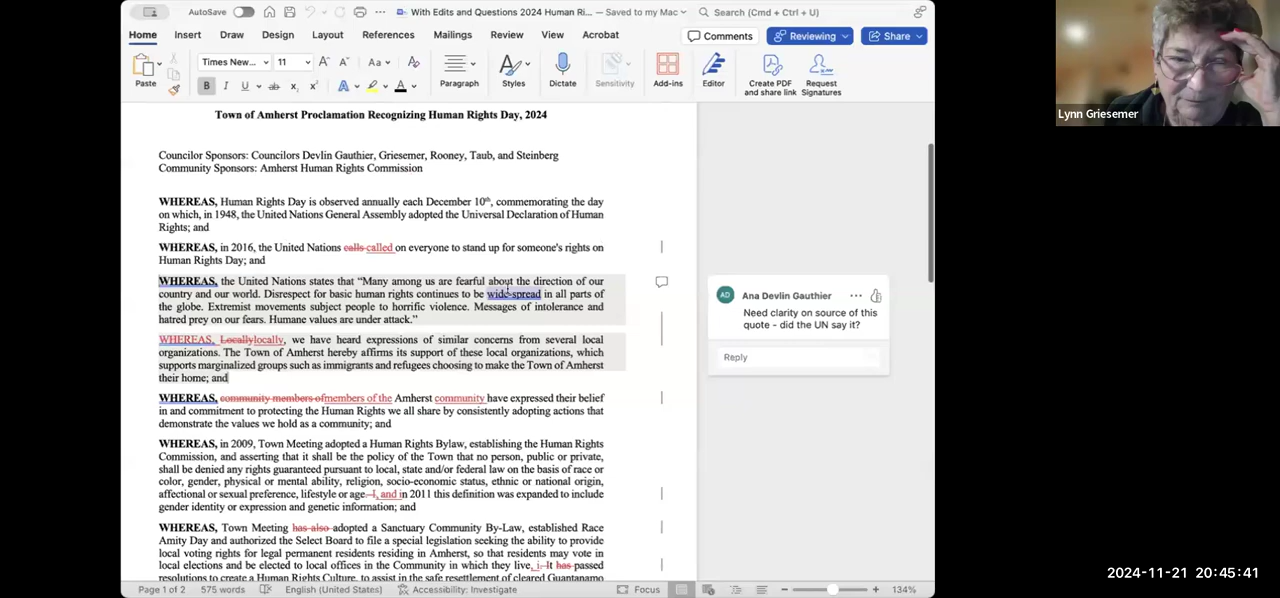 AutoSave
With Edits and Questions 2024 Human Ri... — Saved to my Mac
Search (Cmd + Ctrl + U)
Home Insert Draw Design Layout References Mailings Review View Acrobat
Comments Reviewing Share
Times New... 11
Paste Paragraph Styles Dictate Sensitivity Add-ins Editor Create PDF and share link Request Signatures
Town of Amherst Proclamation Recognizing Human Rights Day, 2024
Councilor Sponsors: Councilors Devlin Gauthier, Griesemer, Rooney, Taub, and Steinberg
Community Sponsors: Amherst Human Rights Commission
WHEREAS, Human Rights Day is observed annually each December 10th, commemorating the day
on which, in 1948, the United Nations General Assembly adopted the Universal Declaration of Human
Rights; and
WHEREAS, in 2016, the United Nations calls called on everyone to stand up for someone's rights on
Human Rights Day; and
WHEREAS, the United Nations states that “Many among us are fearful about the direction of our
country and our world. Disrespect for basic human rights continues to be wide-spread in all parts of
the globe. Extremist movements subject people to horrific violence. Messages of intolerance and
hatred prey on our fears. Humane values are under attack.”
WHEREAS, Locallylocally, we have heard expressions of similar concerns from several local
organizations. The Town of Amherst hereby affirms its support of these local organizations, which
supports marginalized groups such as immigrants and refugees choosing to make the Town of Amherst
their home; and
WHEREAS, community members ofmembers of the Amherst community have expressed their belief
in and commitment to protecting the Human Rights we all share by consistently adopting actions that
demonstrate the values we hold as a community; and
WHEREAS, in 2009, Town Meeting adopted a Human Rights Bylaw, establishing the Human Rights
Commission, and asserting that it shall be the policy of the Town that no person, public or private,
shall be denied any rights guaranteed pursuant to local, state and/or federal law on the basis of race or
color, gender, physical or mental ability, religion, socio-economic status, ethnic or national origin,
affectional or sexual preference, lifestyle or age. I, and in 2011 this definition was expanded to include
gender identity or expression and genetic information; and
WHEREAS, Town Meeting has also adopted a Sanctuary Community By-Law, established Race
Amity Day and authorized the Select Board to file a special legislation seeking the ability to provide
local voting rights for legal permanent residents residing in Amherst, so that residents may vote in
local elections and be elected to local offices in the Community in which they live, i. It has passed
resolutions to create a Human Rights Culture, to assist in the safe resettlement of cleared Guantanamo
AD Ana Devlin Gauthier
Need clarity on source of this
quote - did the UN say it?
Reply
Page 1 of 2 575 words English (United States) Accessibility: Investigate Focus 134%
Lynn Griesemer
2024-11-21 20:45:41